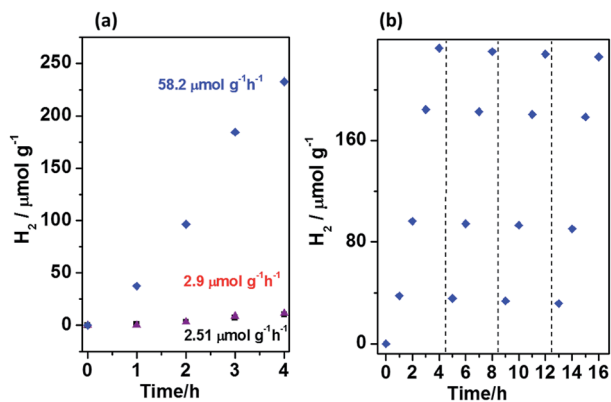 (a)
H₂ / μmol g⁻¹
250
200
150
100
50
0
58.2 μmol g⁻¹h⁻¹
2.9 μmol g⁻¹h⁻¹
2.51 μmol g⁻¹h⁻¹
0 1 2 3 4
Time/h
(b)
H₂ / μmol g⁻¹
160
80
0
0 2 4 6 8 10 12 14 16
Time/h